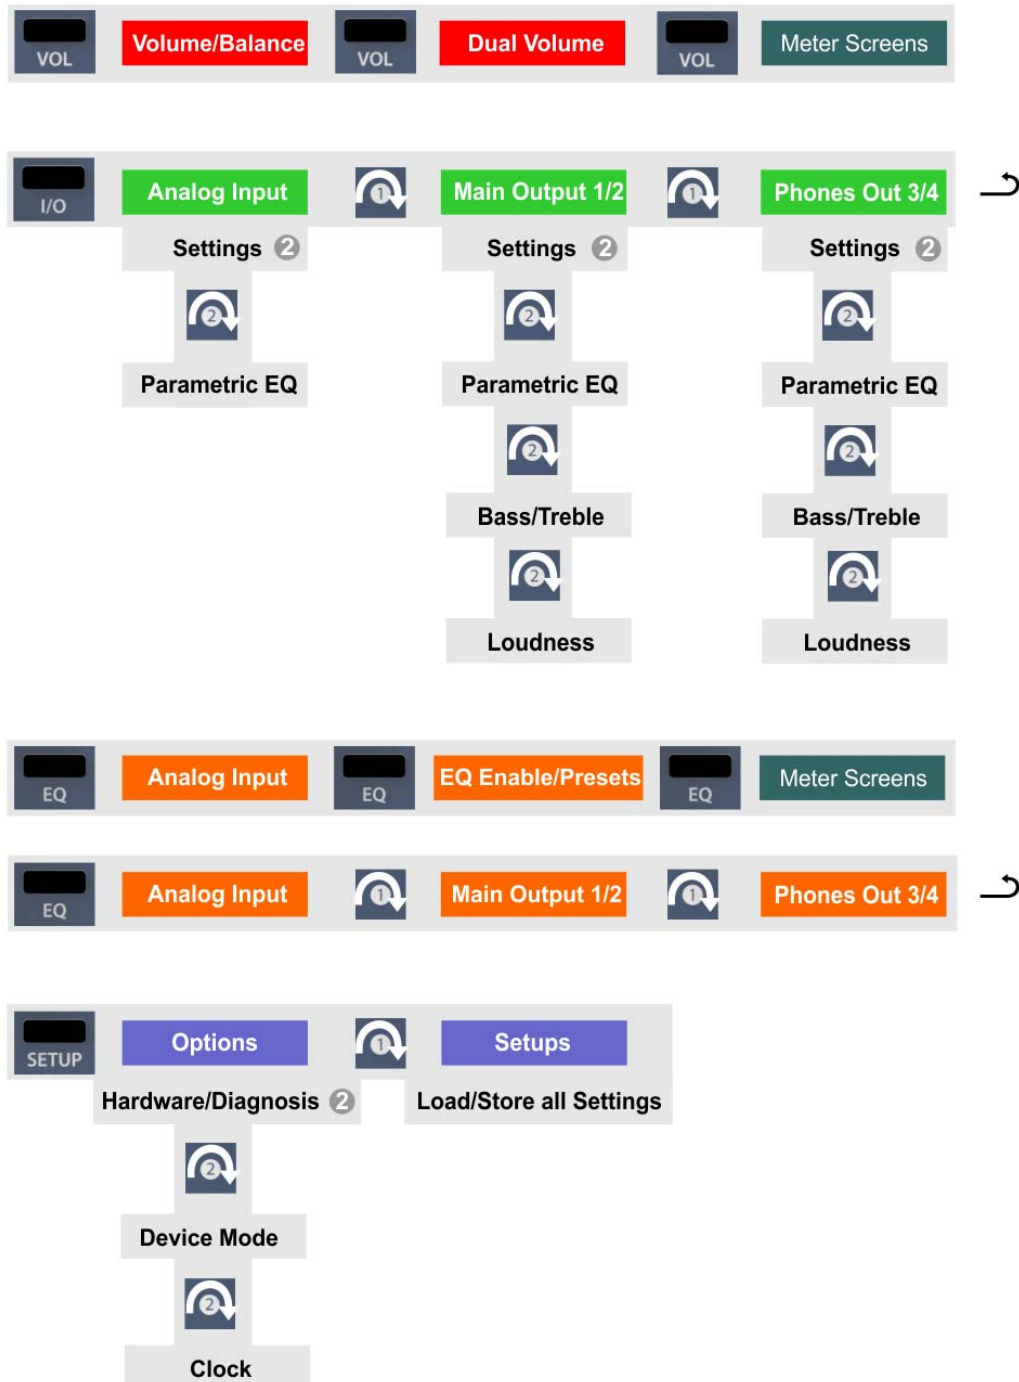 VOL Volume/Balance VOL Dual Volume VOL Meter Screens
I/O Analog Input 1 Main Output 1/2 1 Phones Out 3/4
Settings 2 Settings 2 Settings 2
2 2 2
Parametric EQ Parametric EQ Parametric EQ
2 2
Bass/Treble Bass/Treble
2 2
Loudness Loudness
EQ Analog Input EQ EQ Enable/Presets EQ Meter Screens
EQ Analog Input 1 Main Output 1/2 1 Phones Out 3/4
SETUP Options 1 Setups
Hardware/Diagnosis 2 Load/Store all Settings
2
Device Mode
2
Clock